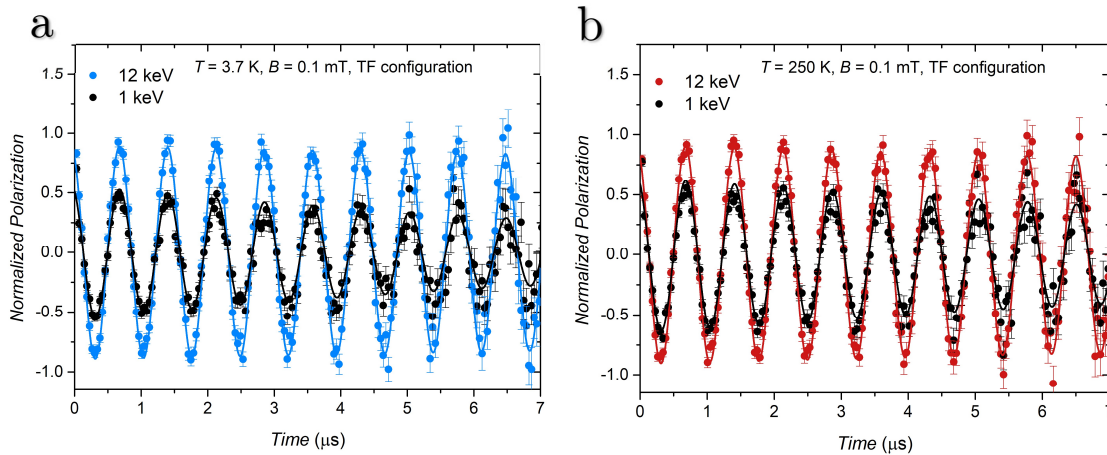 a
T = 3.7 K, B = 0.1 mT, TF configuration
12 keV
1 keV
Normalized Polarization
1.5
1.0
0.5
0.0
-0.5
-1.0
0 1 2 3 4 5 6 7
Time (μs)
b
T = 250 K, B = 0.1 mT, TF configuration
12 keV
1 keV
Normalized Polarization
1.5
1.0
0.5
0.0
-0.5
-1.0
0 1 2 3 4 5 6
Time (μs)